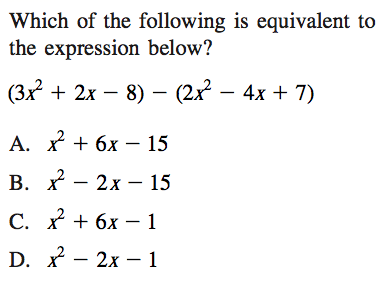 Which of the following is equivalent to
the expression below?
(3x² + 2x − 8) − (2x² − 4x + 7)
A. x² + 6x − 15
B. x² − 2x − 15
C. x² + 6x − 1
D. x² − 2x − 1